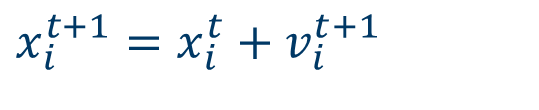 x_i^{t+1} = x_i^t + v_i^{t+1}